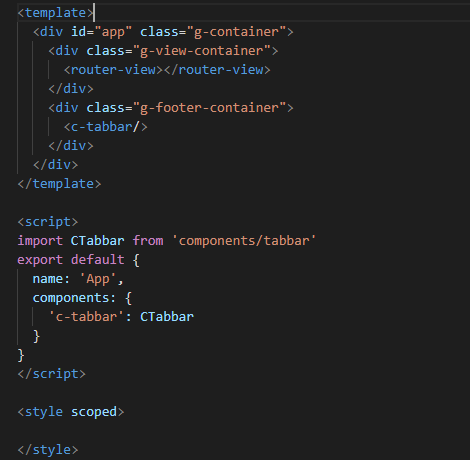 <template>
  <div id="app" class="g-container">
    <div class="g-view-container">
      <router-view></router-view>
    </div>
    <div class="g-footer-container">
      <c-tabbar/>
    </div>
  </div>
</template>

<script>
import CTabbar from 'components/tabbar'
export default {
  name: 'App',
  components: {
    'c-tabbar': CTabbar
  }
}
</script>

<style scoped>

</style>